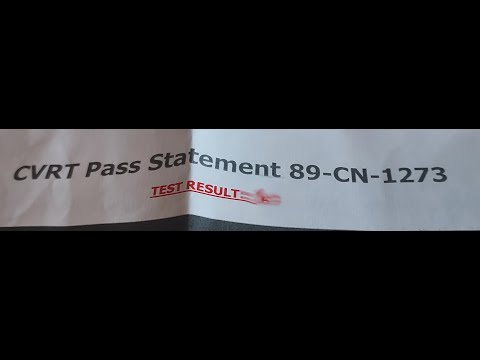 CVRT Pass Statement 89-CN-1273
TEST RESULT